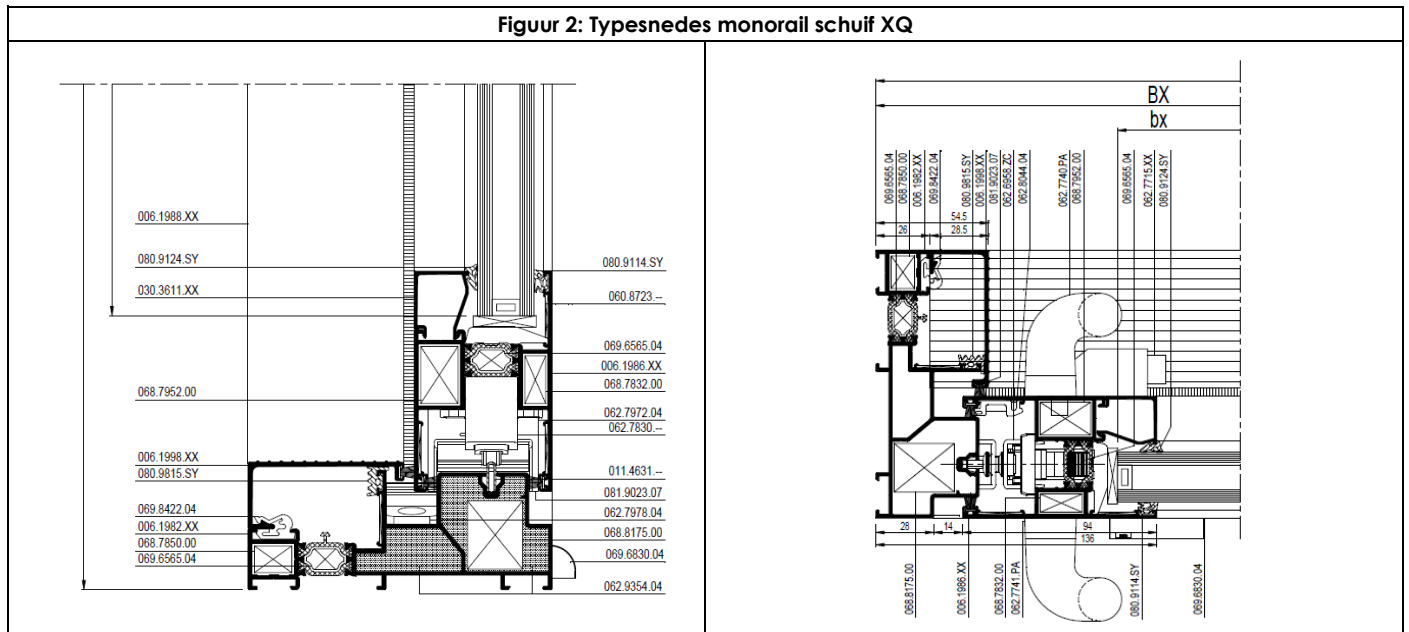 Figuur 2: Typesnedes monorail schuif XQ
006.1988.XX
080.9124.SY
030.3611.XX
068.7952.00
006.1998.XX
080.9815.SY
069.8422.04
006.1982.XX
068.7850.00
069.6565.04
080.9114.SY
060.8723.--
069.6565.04
006.1986.XX
068.7832.00
062.7972.04
062.7830.--
011.4631.--
081.9023.07
062.7978.04
068.8175.00
069.6830.04
062.9354.04
BX
bx
069.6565.04
068.7850.00
006.1982.XX
069.8422.04
080.9815.SY
006.1998.XX
081.9023.07
062.6958.ZC
062.8044.04
062.7740.PA
068.7952.00
069.6565.04
062.7715.XX
080.9124.SY
54.5
26
28.5
28
14
94
136
068.8175.00
006.1986.XX
068.7832.00
062.7741.PA
080.9114.SY
069.6830.04